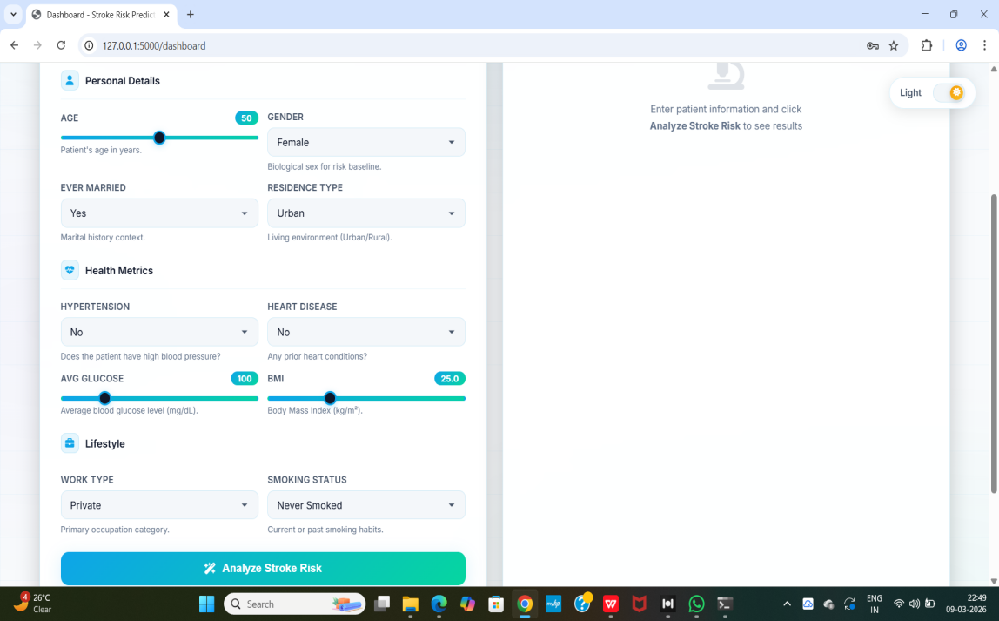 Dashboard - Stroke Risk Predict
127.0.0.1:5000/dashboard
Light
Personal Details
AGE
50
Patient's age in years.
GENDER
Female
Biological sex for risk baseline.
EVER MARRIED
Yes
Marital history context.
RESIDENCE TYPE
Urban
Living environment (Urban/Rural).
Health Metrics
HYPERTENSION
No
Does the patient have high blood pressure?
HEART DISEASE
No
Any prior heart conditions?
AVG GLUCOSE
100
Average blood glucose level (mg/dL).
BMI
25.0
Body Mass Index (kg/m²).
Lifestyle
WORK TYPE
Private
Primary occupation category.
SMOKING STATUS
Never Smoked
Current or past smoking habits.
Analyze Stroke Risk
Enter patient information and click
Analyze Stroke Risk to see results
4
26°C
Clear
Search
ENG
IN
22:49
09-03-2026